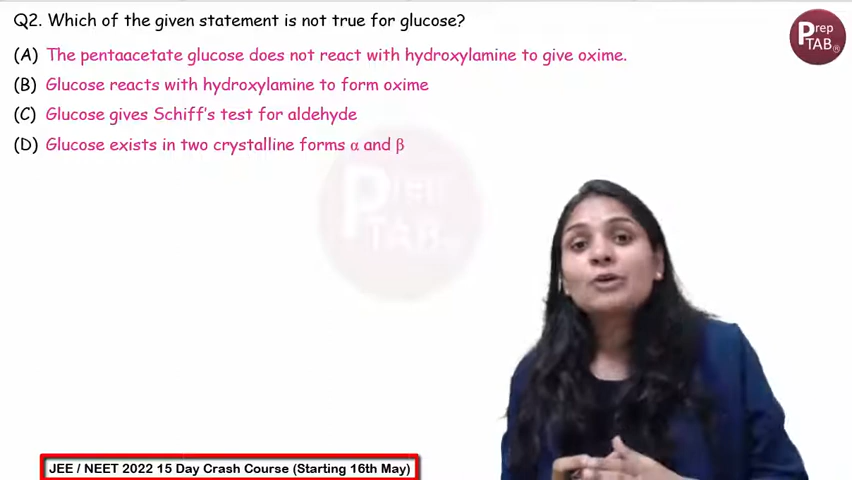 Q2. Which of the given statement is not true for glucose?
Prep
TAB®
(A) The pentaacetate glucose does not react with hydroxylamine to give oxime.
(B) Glucose reacts with hydroxylamine to form oxime
(C) Glucose gives Schiff's test for aldehyde
(D) Glucose exists in two crystalline forms α and β
Prep
TAB®
JEE / NEET 2022 15 Day Crash Course (Starting 16th May)